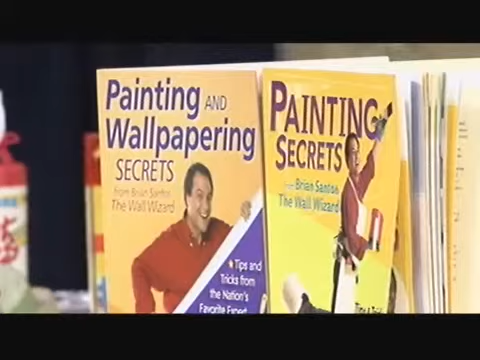 Painting AND
Wallpapering
SECRETS
from Brian Santos
The Wall Wizard
Tips and
Tricks from
the Nation's
Favorite Expert
PAINTING
SECRETS
from Brian Santos
The Wall Wizard